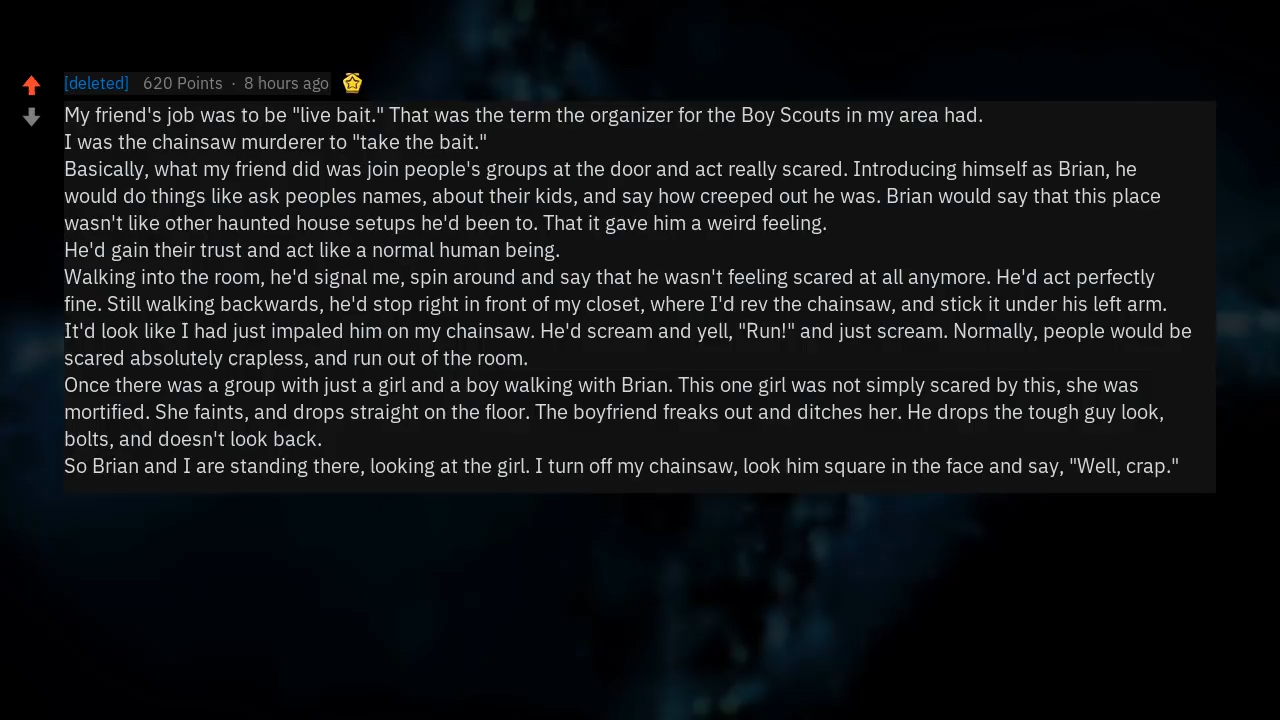 [deleted] 620 Points · 8 hours ago
My friend's job was to be "live bait." That was the term the organizer for the Boy Scouts in my area had.
I was the chainsaw murderer to "take the bait."
Basically, what my friend did was join people's groups at the door and act really scared. Introducing himself as Brian, he
would do things like ask peoples names, about their kids, and say how creeped out he was. Brian would say that this place
wasn't like other haunted house setups he'd been to. That it gave him a weird feeling.
He'd gain their trust and act like a normal human being.
Walking into the room, he'd signal me, spin around and say that he wasn't feeling scared at all anymore. He'd act perfectly
fine. Still walking backwards, he'd stop right in front of my closet, where I'd rev the chainsaw, and stick it under his left arm.
It'd look like I had just impaled him on my chainsaw. He'd scream and yell, "Run!" and just scream. Normally, people would be
scared absolutely crapless, and run out of the room.
Once there was a group with just a girl and a boy walking with Brian. This one girl was not simply scared by this, she was
mortified. She faints, and drops straight on the floor. The boyfriend freaks out and ditches her. He drops the tough guy look,
bolts, and doesn't look back.
So Brian and I are standing there, looking at the girl. I turn off my chainsaw, look him square in the face and say, "Well, crap."